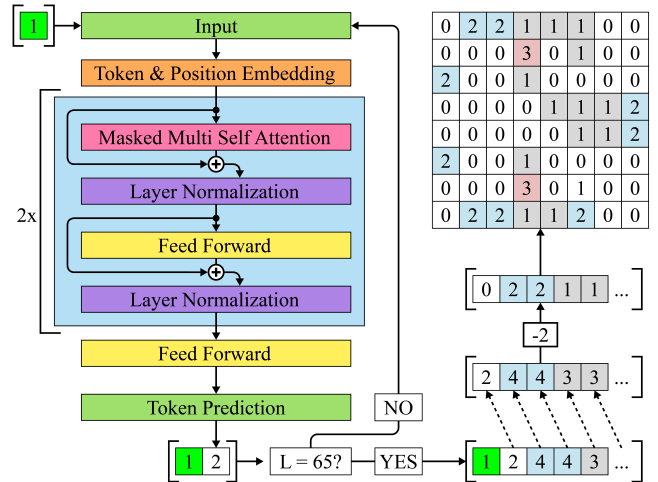 1
Input
Token & Position Embedding
2x
Masked Multi Self Attention
+
Layer Normalization
Feed Forward
+
Layer Normalization
Feed Forward
Token Prediction
NO
1 2
L = 65?
YES
1 2 4 4 3 ...
2 4 4 3 3 ...
-2
0 2 2 1 1 ...
0 2 2 1 1 1 0 0
0 0 0 3 0 1 0 0
2 0 0 1 0 0 0 0
0 0 0 0 1 1 1 2
0 0 0 0 0 1 1 2
2 0 0 1 0 0 0 0
0 0 0 3 0 1 0 0
0 2 2 1 1 2 0 0